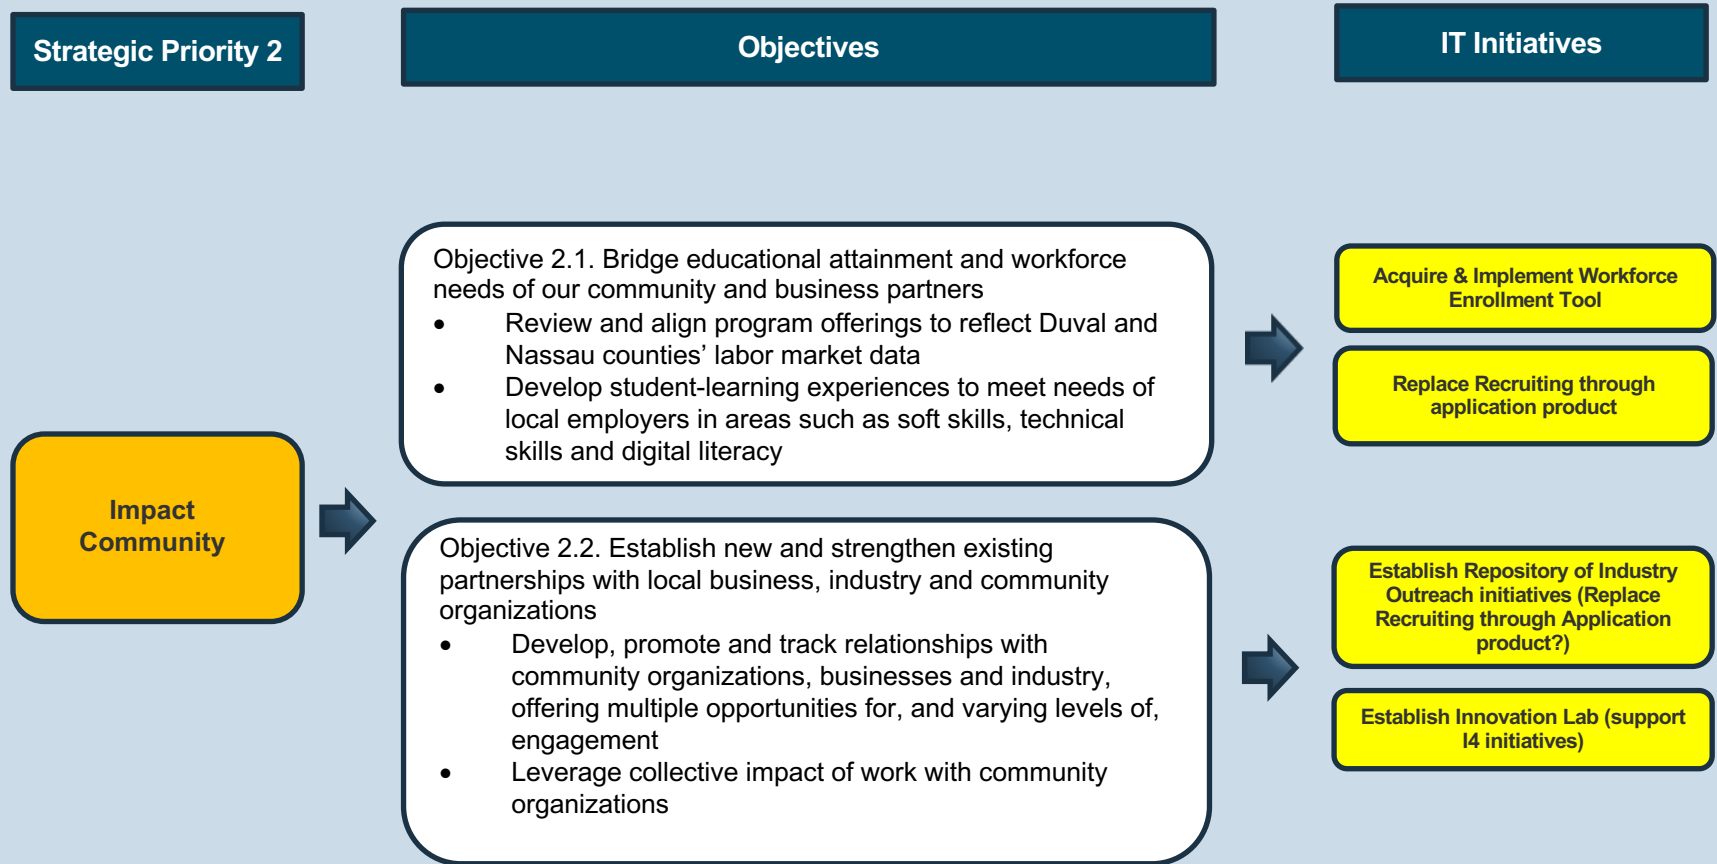 Strategic Priority 2
Objectives
IT Initiatives
Impact
Community
Objective 2.1. Bridge educational attainment and workforce
needs of our community and business partners
• Review and align program offerings to reflect Duval and
Nassau counties’ labor market data
• Develop student-learning experiences to meet needs of
local employers in areas such as soft skills, technical
skills and digital literacy
Acquire & Implement Workforce
Enrollment Tool
Replace Recruiting through
application product
Objective 2.2. Establish new and strengthen existing
partnerships with local business, industry and community
organizations
• Develop, promote and track relationships with
community organizations, businesses and industry,
offering multiple opportunities for, and varying levels of,
engagement
• Leverage collective impact of work with community
organizations
Establish Repository of Industry
Outreach initiatives (Replace
Recruiting through Application
product?)
Establish Innovation Lab (support
I4 initiatives)